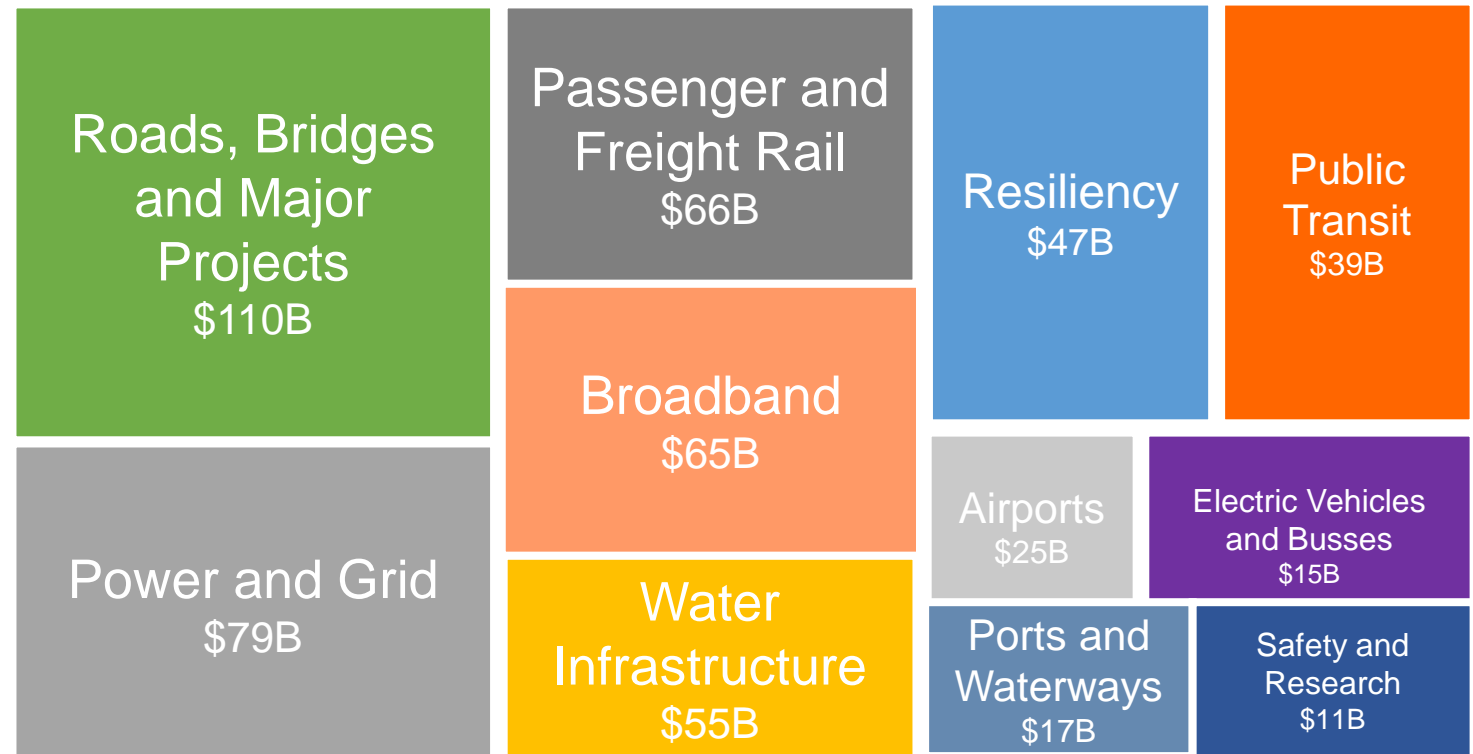 Roads, Bridges
and Major
Projects
$110B
Power and Grid
$79B
Passenger and
Freight Rail
$66B
Broadband
$65B
Water
Infrastructure
$55B
Resiliency
$47B
Public
Transit
$39B
Airports
$25B
Electric Vehicles
and Busses
$15B
Ports and
Waterways
$17B
Safety and
Research
$11B